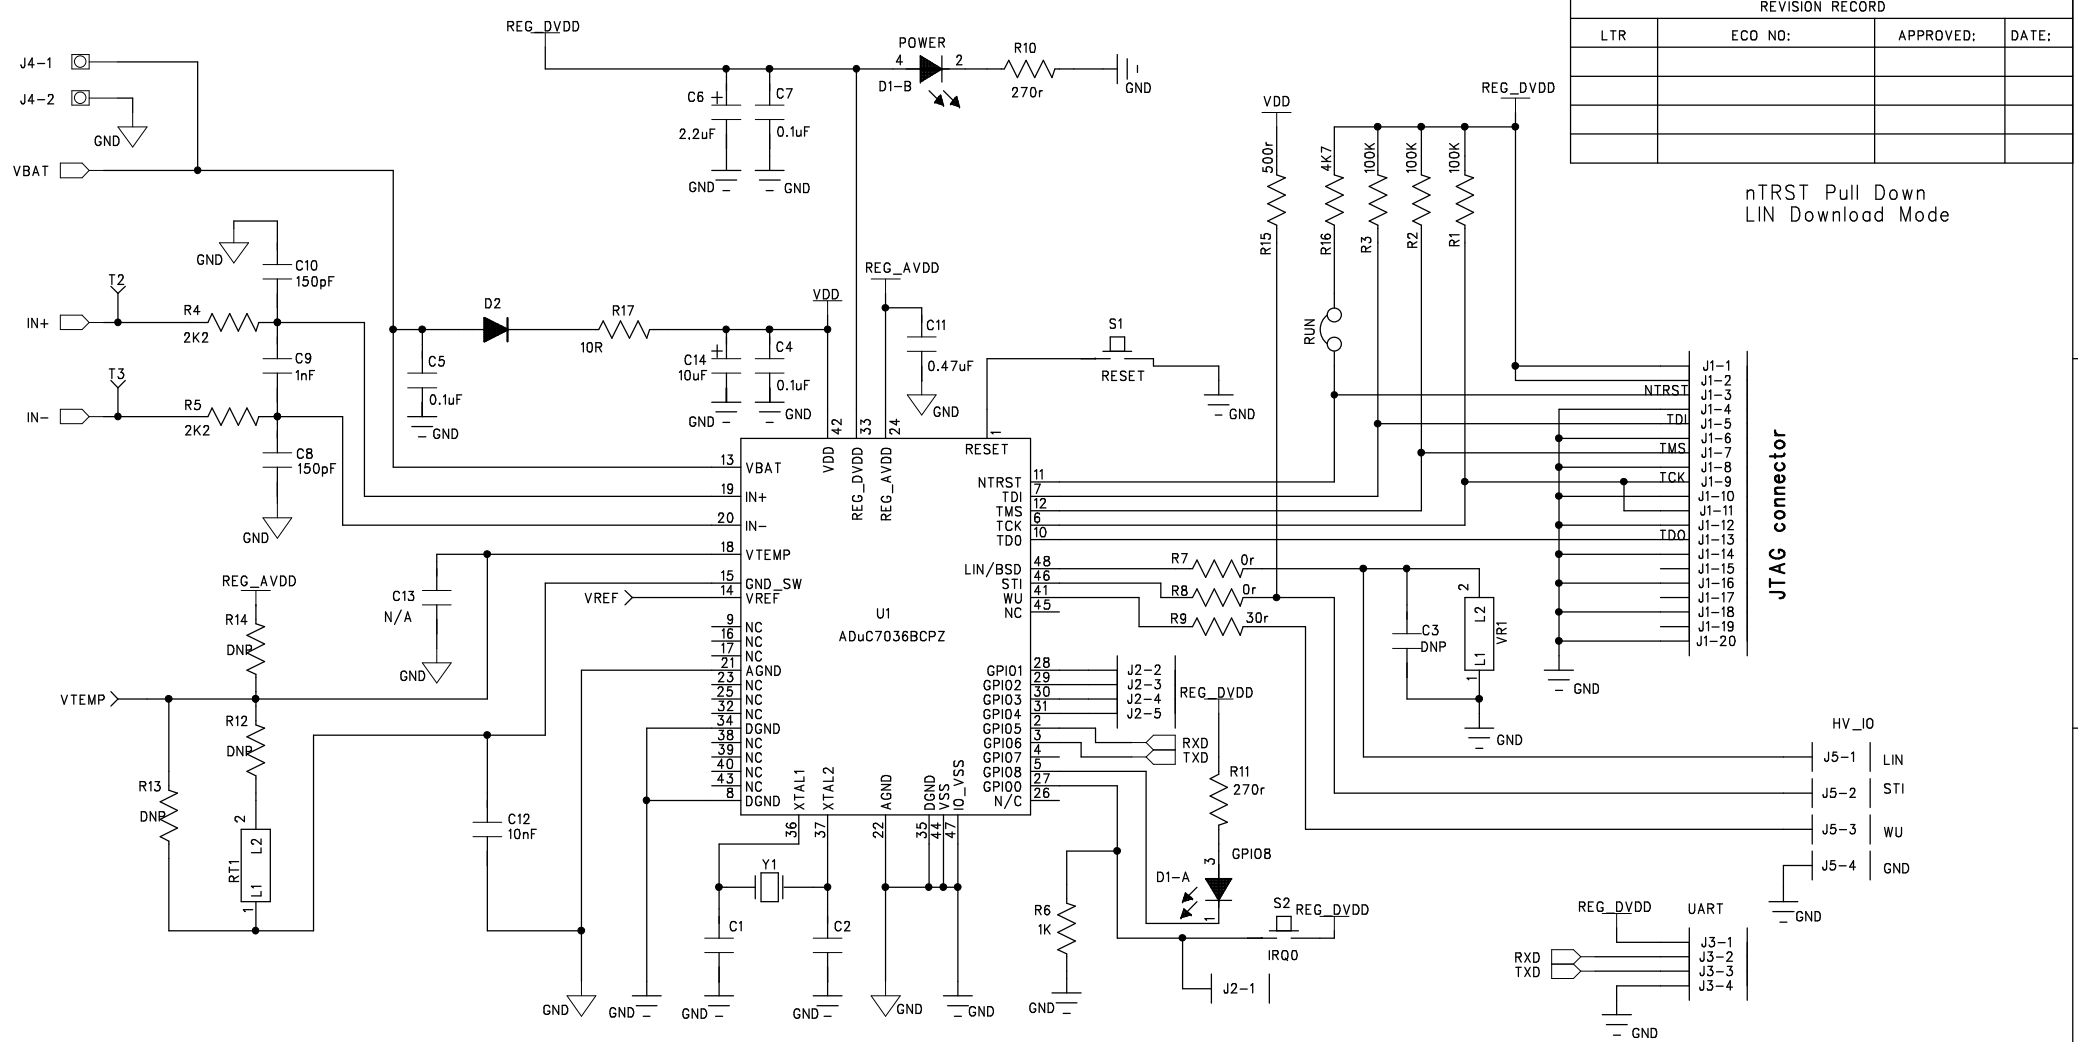 REVISION RECORD
LTR ECO NO: APPROVED: DATE:
nTRST Pull Down
LIN Download Mode
J4-1
J4-2
GND
VBAT
REG_DVDD
C6
+
2.2uF
GND
C7
0.1uF
GND
POWER
4
2
D1-B
R10
270r
GND
GND
C10
150pF
T2
IN+
R4
2K2
C9
1nF
T3
IN-
R5
2K2
C8
150pF
GND
D2
C5
0.1uF
GND
R17
10R
VDD
C14
+
10uF
GND
C4
0.1uF
GND
REG_AVDD
C11
0.47uF
GND
S1
RESET
GND
VDD
500r
R15
REG_DVDD
4K7
R16
100K
R3
100K
R2
100K
R1
RUN
NTRST
TDI
TMS
TCK
TDO
J1-1
J1-2
J1-3
J1-4
J1-5
J1-6
J1-7
J1-8
J1-9
J1-10
J1-11
J1-12
J1-13
J1-14
J1-15
J1-16
J1-17
J1-18
J1-19
J1-20
JTAG connector
GND
42 VDD
33 REG_DVDD
24 REG_AVDD
1 RESET
U1
ADuC7036BCPZ
13 VBAT
19 IN+
20 IN-
18 VTEMP
15 GND_SW
14 VREF
9 NC
16 NC
17 NC
21 AGND
23 NC
25 NC
32 NC
34 DGND
38 NC
39 NC
40 NC
43 NC
8 DGND
NTRST 11
TDI 7
TMS 12
TCK 6
TDO 10
LIN/BSD 48
STI 46
WU 41
NC 45
GPIO1 28
GPIO2 29
GPIO3 30
GPIO4 31
GPIO5 2
GPIO6 3
GPIO7 4
GPIO8 5
GPIO0 27
N/C 26
XTAL1 36
XTAL2 37
AGND 22
DGND 35
VSS 44
IO_VSS 47
VREF
C13
N/A
GND
REG_AVDD
R14
DNP
VTEMP
R12
DNP
R13
DNP
2
L2
RT1
L1
1
C12
10nF
GND
GND
Y1
C1
GND
C2
GND
GND
GND
R7 0r
R8 0r
R9 30r
C3
DNP
2
L2
VR1
L1
1
GND
J2-2
J2-3
J2-4
J2-5
RXD
TXD
REG_DVDD
R11
270r
3 GPIO8
D1-A
1
R6
1K
GND
S2
REG_DVDD
IRQ0
J2-1
HV_IO
J5-1 LIN
J5-2 STI
J5-3 WU
J5-4 GND
GND
REG_DVDD
UART
RXD
TXD
J3-1
J3-2
J3-3
J3-4
GND